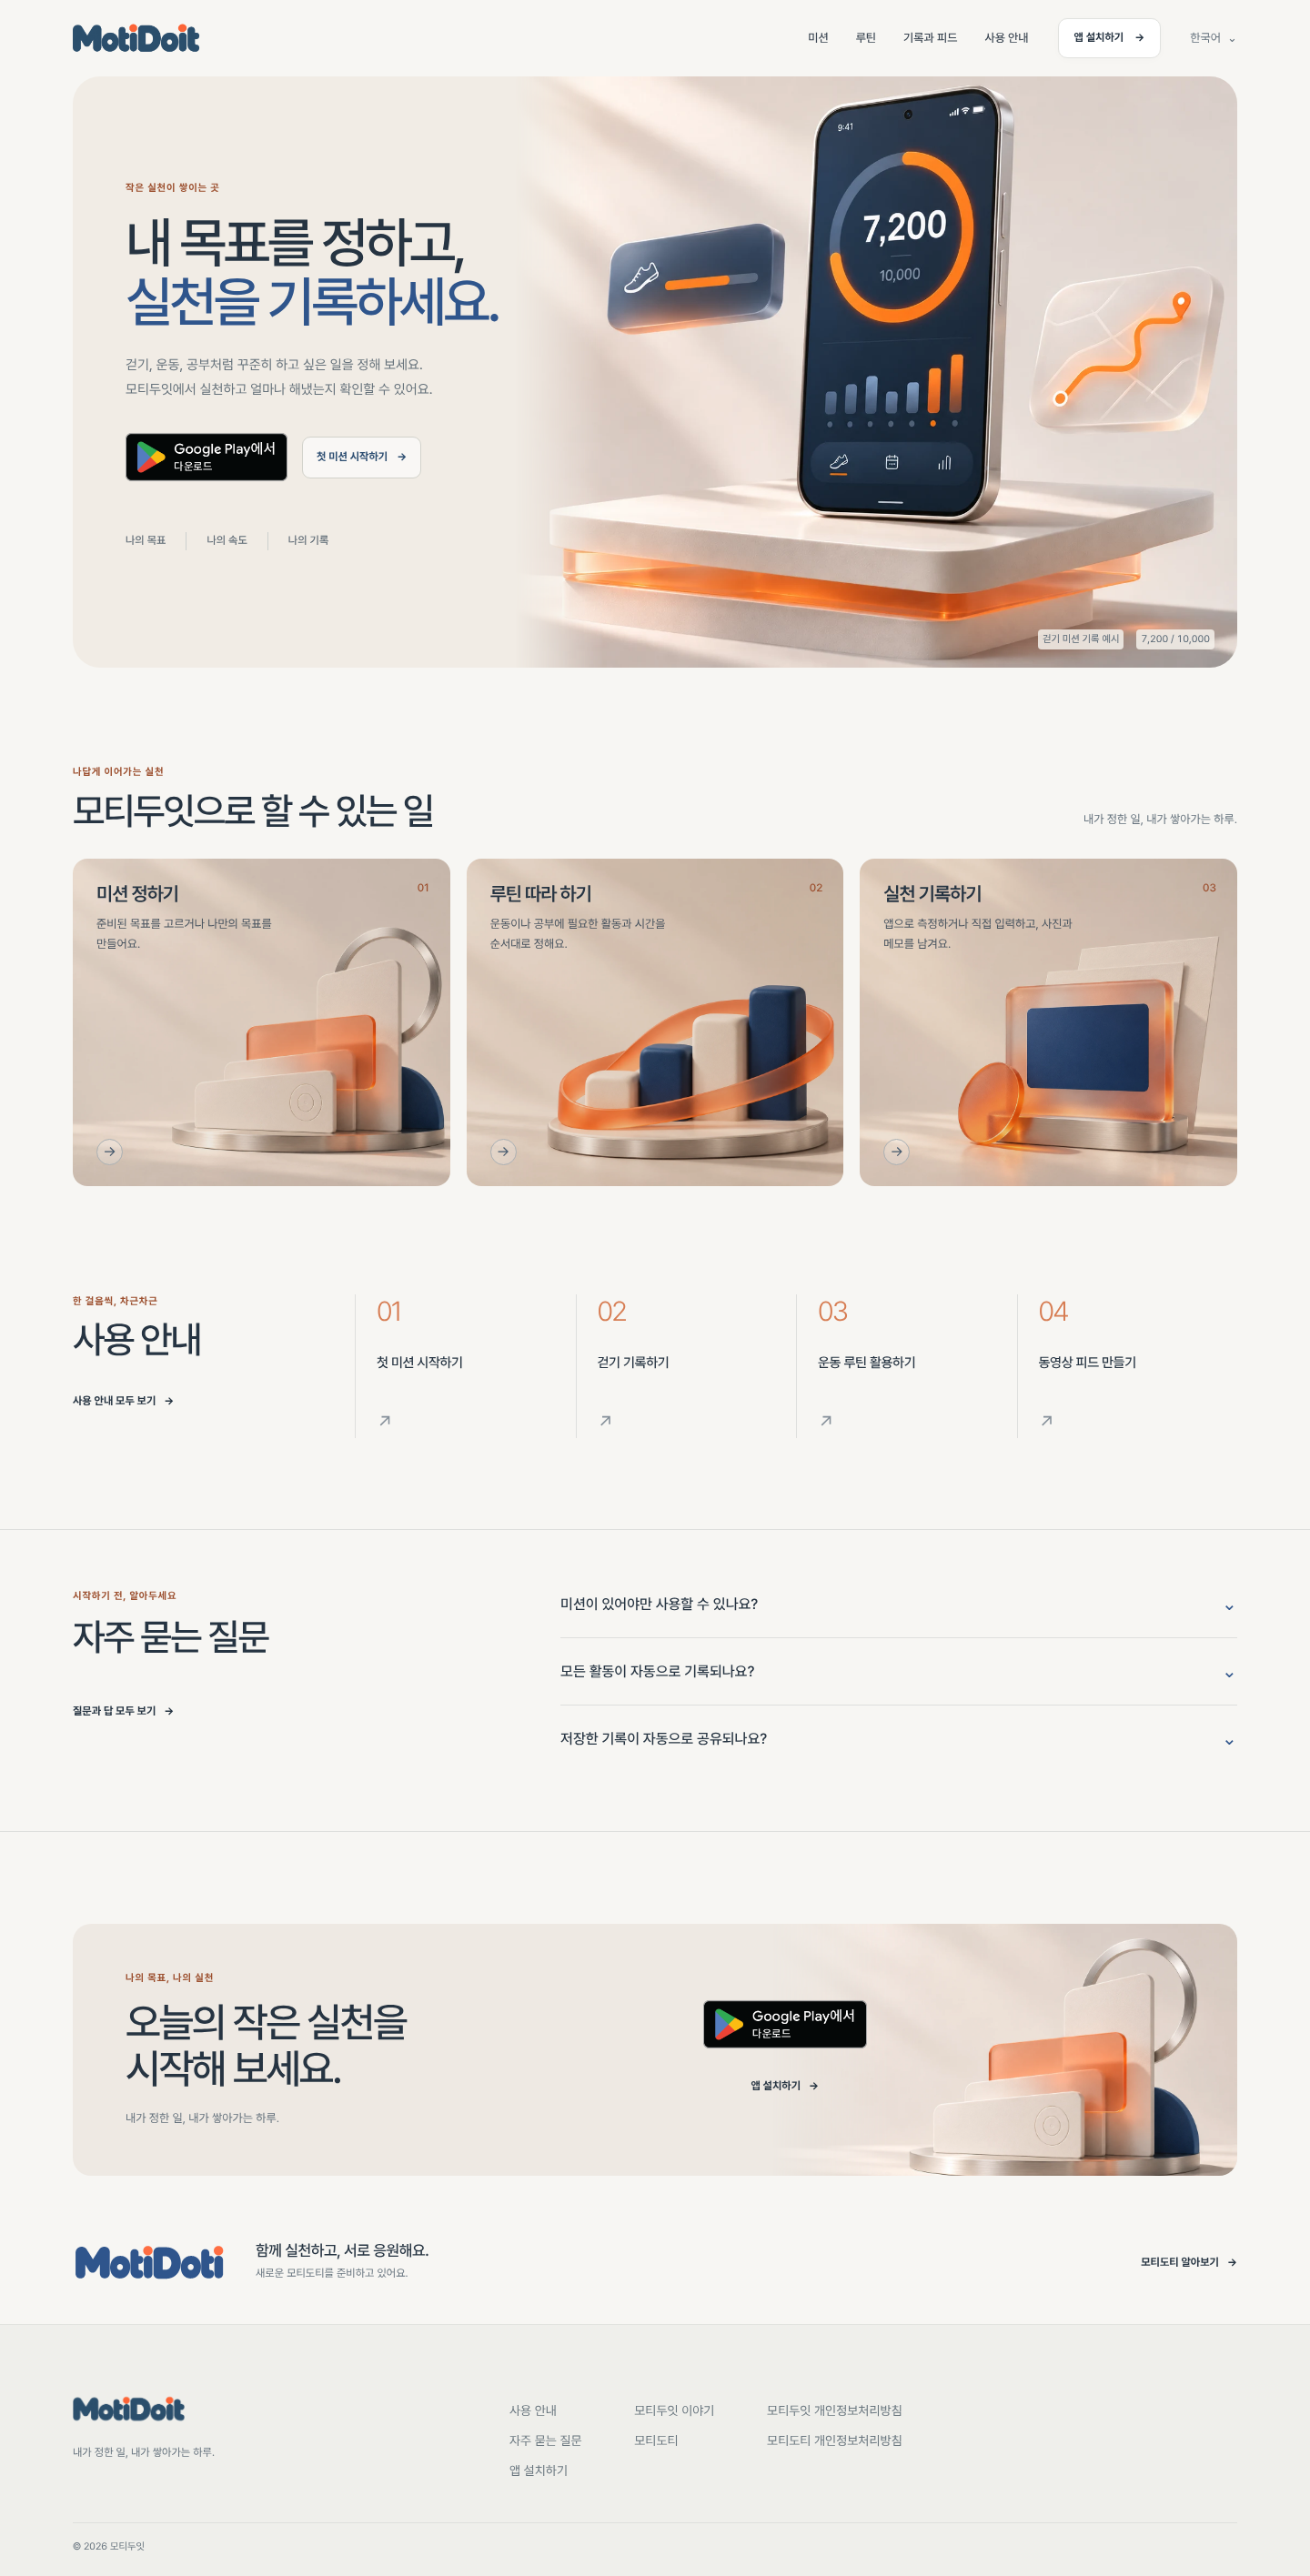 MotiDoit
미션 루틴 기록과 피드 사용 안내 앱 설치하기 → 한국어
작은 실천이 쌓이는 곳
내 목표를 정하고,
실천을 기록하세요.
걷기, 운동, 공부처럼 꾸준히 하고 싶은 일을 정해 보세요.
모티두잇에서 실천하고 얼마나 해냈는지 확인할 수 있어요.
Google Play에서
다운로드
첫 미션 시작하기 →
나의 목표 나의 속도 나의 기록
9:41
7,200
10,000
걷기 미션 기록 예시 7,200 / 10,000
나답게 이어가는 실천
모티두잇으로 할 수 있는 일
내가 정한 일, 내가 쌓아가는 하루.
미션 정하기 01
준비된 목표를 고르거나 나만의 목표를
만들어요.
→
루틴 따라 하기 02
운동이나 공부에 필요한 활동과 시간을
순서대로 정해요.
→
실천 기록하기 03
앱으로 측정하거나 직접 입력하고, 사진과
메모를 남겨요.
→
한 걸음씩, 차근차근
사용 안내
사용 안내 모두 보기 →
01
첫 미션 시작하기
↗
02
걷기 기록하기
↗
03
운동 루틴 활용하기
↗
04
동영상 피드 만들기
↗
시작하기 전, 알아두세요
자주 묻는 질문
질문과 답 모두 보기 →
미션이 있어야만 사용할 수 있나요?
모든 활동이 자동으로 기록되나요?
저장한 기록이 자동으로 공유되나요?
나의 목표, 나의 실천
오늘의 작은 실천을
시작해 보세요.
내가 정한 일, 내가 쌓아가는 하루.
Google Play에서
다운로드
앱 설치하기 →
MotiDoti
함께 실천하고, 서로 응원해요.
새로운 모티도티를 준비하고 있어요.
모티도티 알아보기 →
MotiDoit
내가 정한 일, 내가 쌓아가는 하루.
사용 안내
자주 묻는 질문
앱 설치하기
모티두잇 이야기
모티도티
모티두잇 개인정보처리방침
모티도티 개인정보처리방침
© 2026 모티두잇